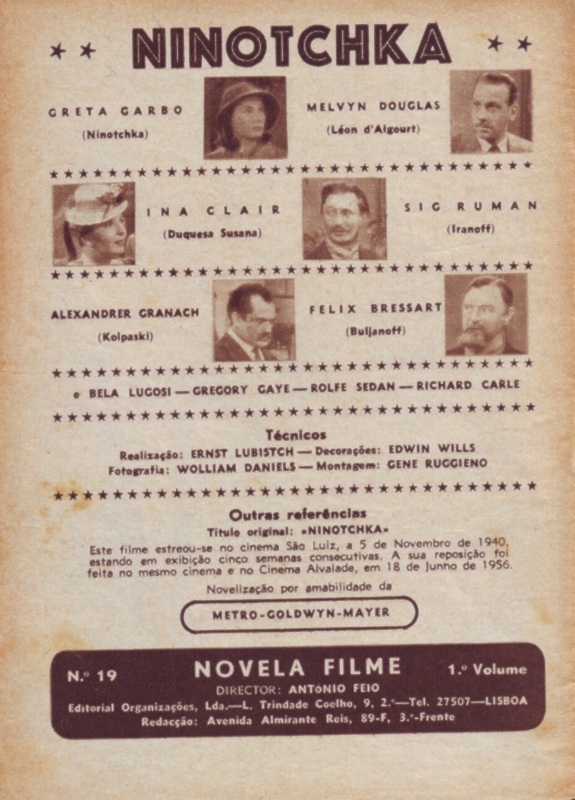 NINOTCHKA
GRETA GARBO
(Ninotchka)
MELVYN DOUGLAS
(Léon d'Algourt)
INA CLAIR
(Duquesa Susana)
SIG RUMAN
(Iranoff)
ALEXANDRER GRANACH
(Kolpaski)
FELIX BRESSART
(Buljanoff)
e BELA LUGOSI — GREGORY GAYE — ROLFE SEDAN — RICHARD CARLE
Técnicos
Realização: ERNST LUBISTCH — Decorações: EDWIN WILLS
Fotografia: WOLLIAM DANIELS — Montagem: GENE RUGGIENO
Outras referências
Título original: «NINOTCHKA»
Este filme estreou-se no cinema São Luiz, a 5 de Novembro de 1940,
estando em exibição cinco semanas consecutivas. A sua reposição foi
feita no mesmo cinema e no Cinema Alvalade, em 18 de Junho de 1956.
Novelização por amabilidade da
METRO-GOLDWYN-MAYER
N.º 19 NOVELA FILME 1.º Volume
DIRECTOR: ANTÓNIO FEIO
Editorial Organizações, Lda.—L. Trindade Coelho, 9, 2.º—Tel. 27507—LISBOA
Redacção: Avenida Almirante Reis, 89-F, 3.º-Frente